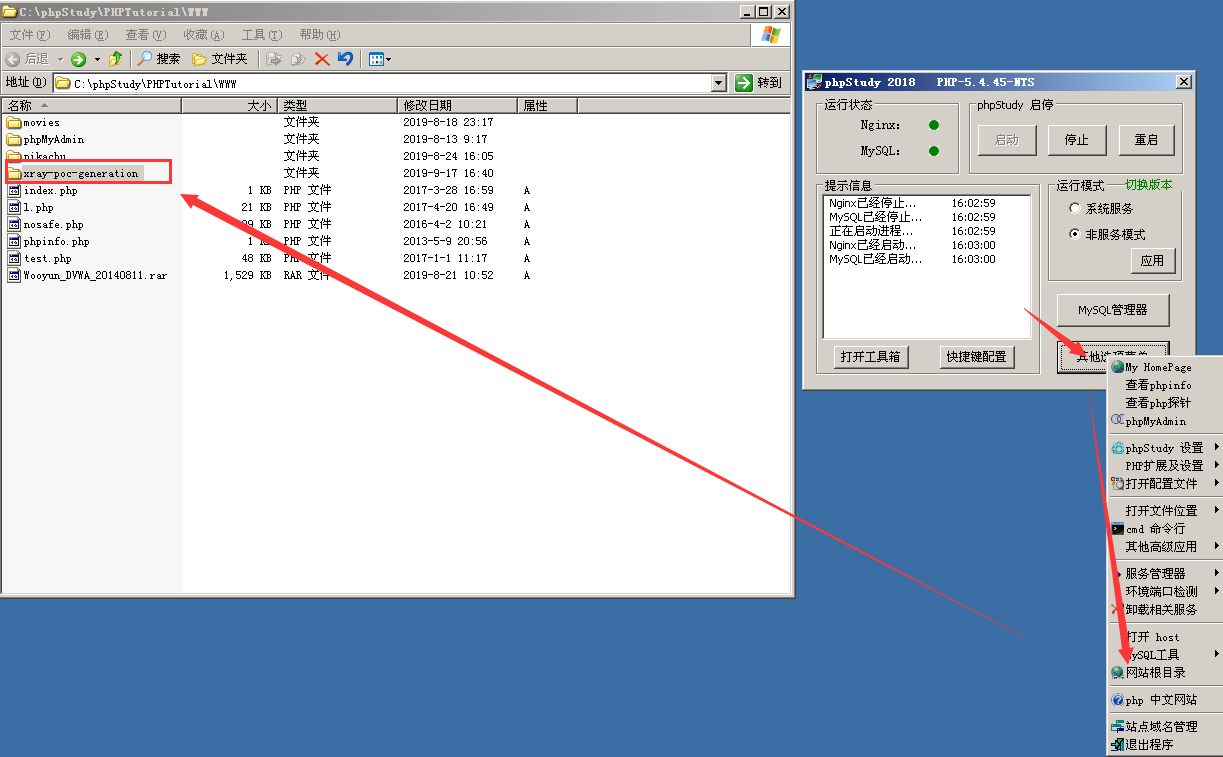 C:\phpStudy\PHPTutorial\WWW
文件(F) 编辑(E) 查看(V) 收藏(A) 工具(T) 帮助(H)
后退 搜索 文件夹
地址(D) C:\phpStudy\PHPTutorial\WWW 转到
名称 大小 类型 修改日期 属性
movies 文件夹 2019-8-18 23:17
phpMyAdmin 文件夹 2019-8-13 9:17
pikachu 文件夹 2019-8-24 16:05
xray-poc-generation 文件夹 2019-9-17 16:40
index.php 1 KB PHP 文件 2017-3-28 16:59 A
l.php 21 KB PHP 文件 2017-4-20 16:49 A
nosafe.php KB PHP 文件 2016-4-2 10:21 A
phpinfo.php 1 KB PHP 文件 2013-5-9 20:56 A
test.php 48 KB PHP 文件 2017-1-1 11:17 A
Wooyun_DVWA_20140811.rar 1,529 KB RAR 文件 2019-8-21 10:52 A
phpStudy 2018 PHP-5.4.45-NTS
运行状态
Nginx:
MySQL:
phpStudy 启停
启动 停止 重启
提示信息
Nginx已经停止... 16:02:59
MySQL已经停止... 16:02:59
正在启动进程... 16:02:59
Nginx已经启动... 16:03:00
MySQL已经启动... 16:03:00
打开工具箱 快捷键配置
运行模式 切换版本
系统服务
非服务模式
应用
MySQL管理器
其他选项菜单
My HomePage
查看phpinfo
查看php探针
phpMyAdmin
phpStudy 设置
PHP扩展及设置
打开配置文件
打开文件位置
cmd 命令行
其他高级应用
服务管理器
环境端口检测
卸载相关服务
打开 host
MySQL工具
网站根目录
php 中文网站
站点域名管理
退出程序